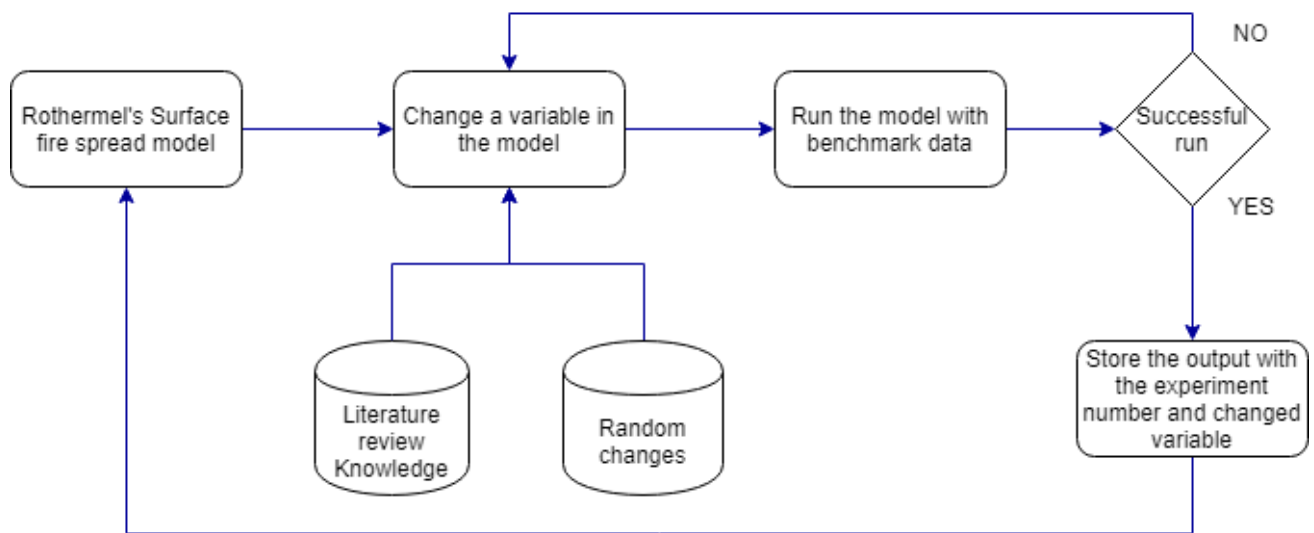 NO
Rothermel's Surface
fire spread model
Change a variable in
the model
Run the model with
benchmark data
Successful
run
YES
Store the output with
the experiment
number and changed
variable
Literature
review
Knowledge
Random
changes